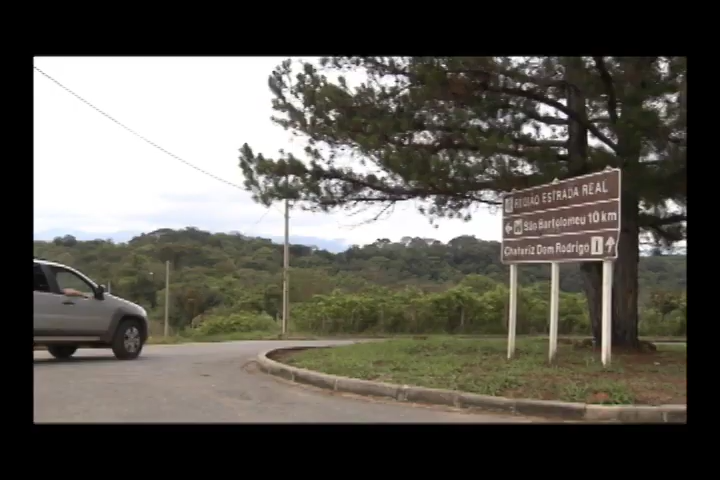 REGIÃO ESTRADA REAL
São Bartolomeu 10 km
Chafariz Dom Rodrigo